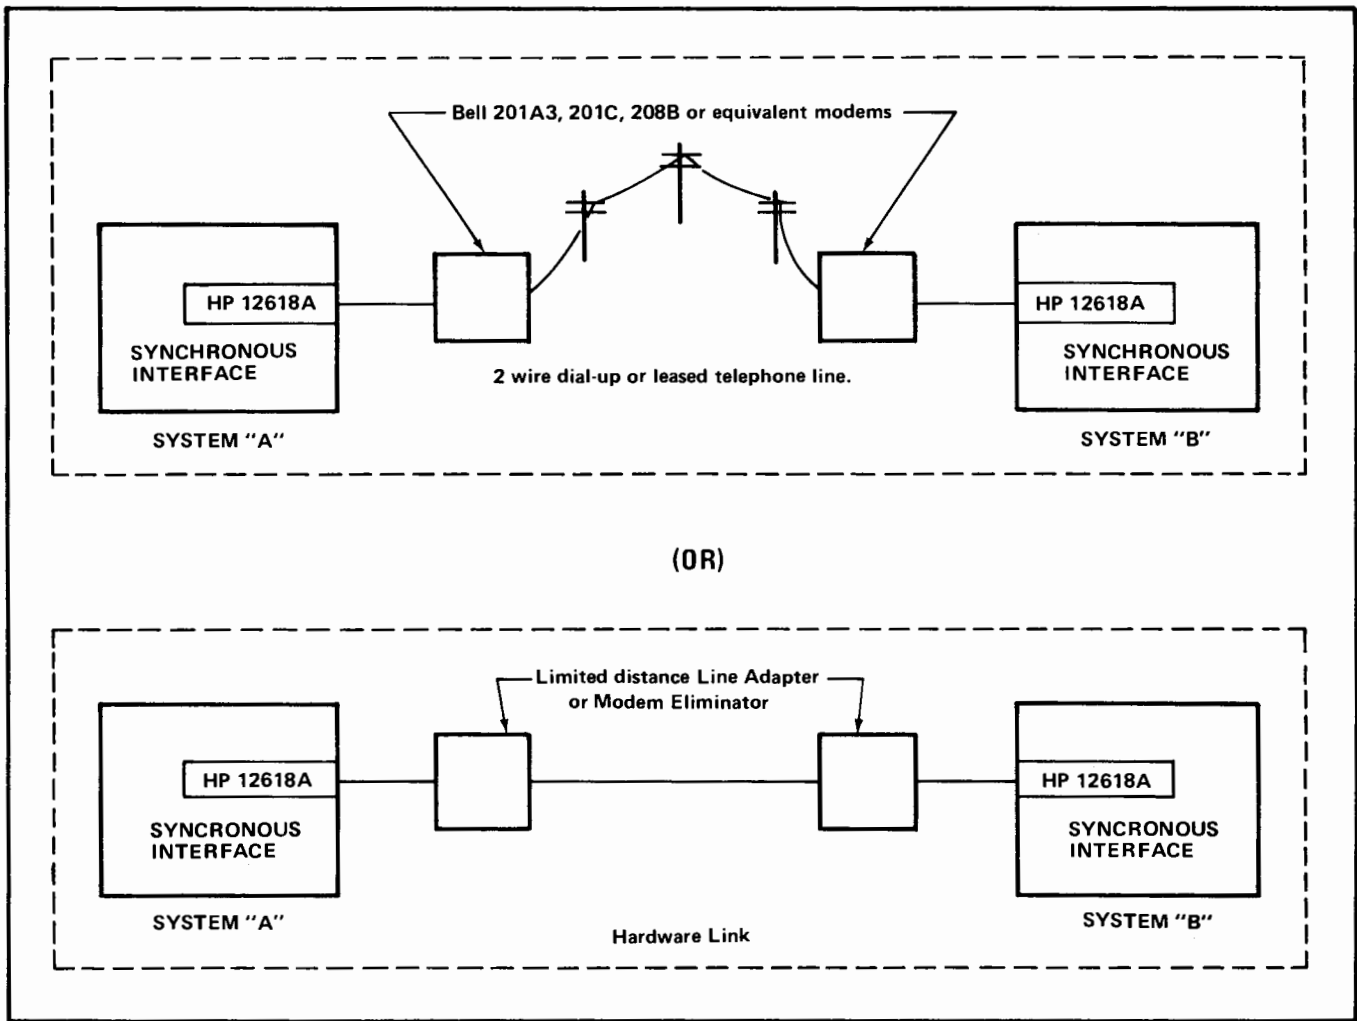 Bell 201A3, 201C, 208B or equivalent modems
HP 12618A
SYNCHRONOUS
INTERFACE
SYSTEM "A"
2 wire dial-up or leased telephone line.
HP 12618A
SYNCHRONOUS
INTERFACE
SYSTEM "B"
(OR)
Limited distance Line Adapter
or Modem Eliminator
HP 12618A
SYNCRONOUS
INTERFACE
SYSTEM "A"
Hardware Link
HP 12618A
SYNCRONOUS
INTERFACE
SYSTEM "B"